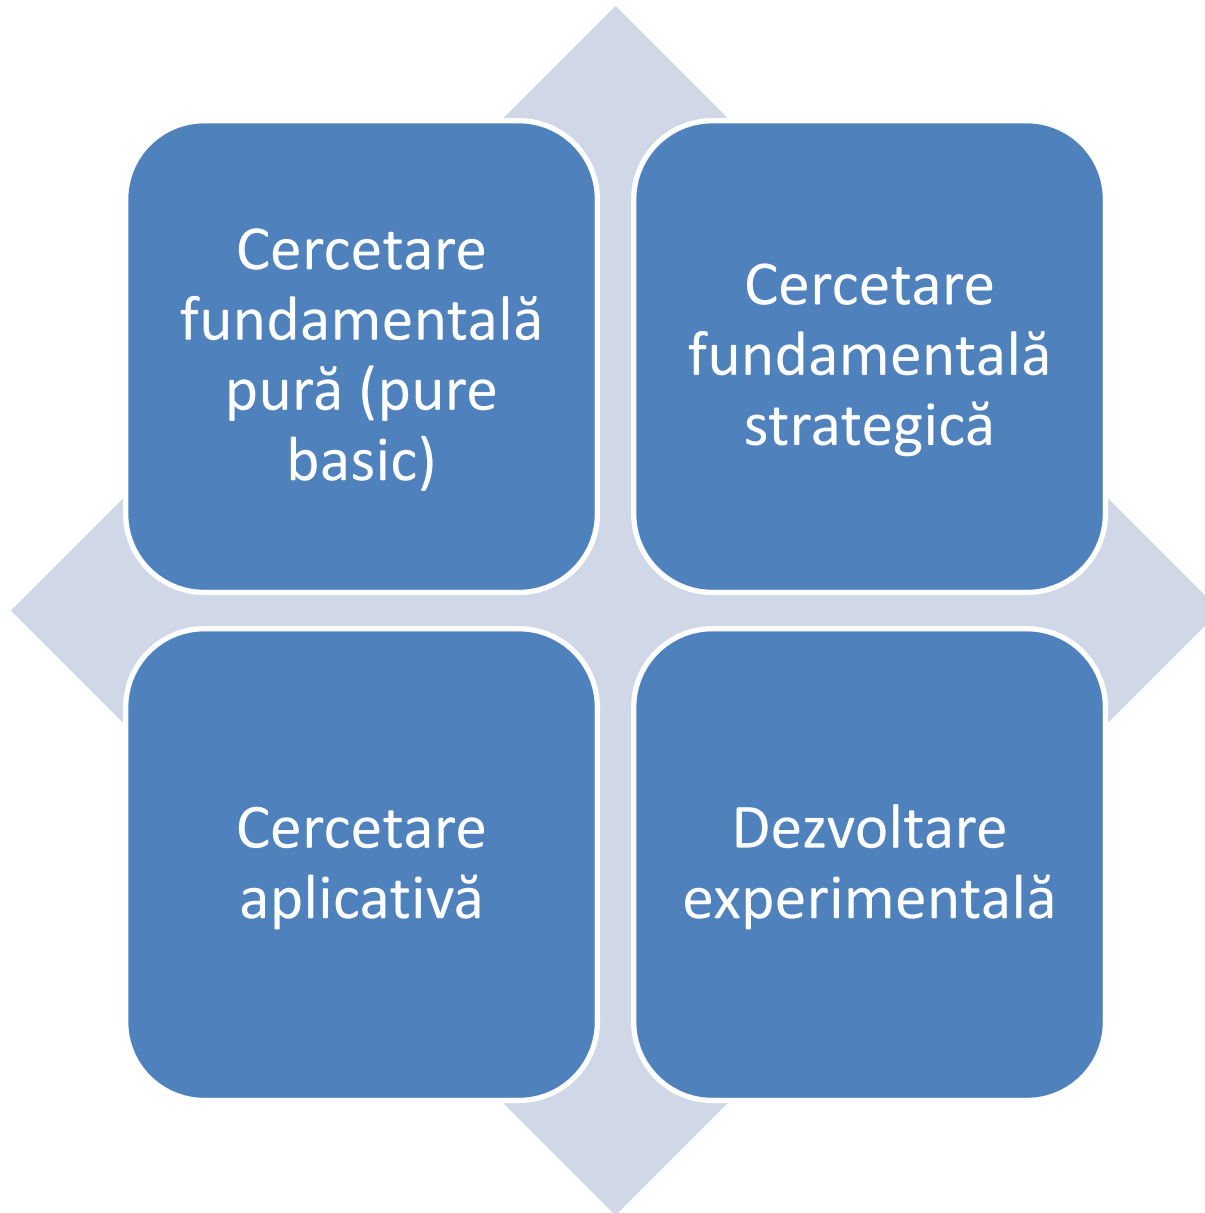 Cercetare
fundamentală
pură (pure
basic)
Cercetare
fundamentală
strategică
Cercetare
aplicativă
Dezvoltare
experimentală